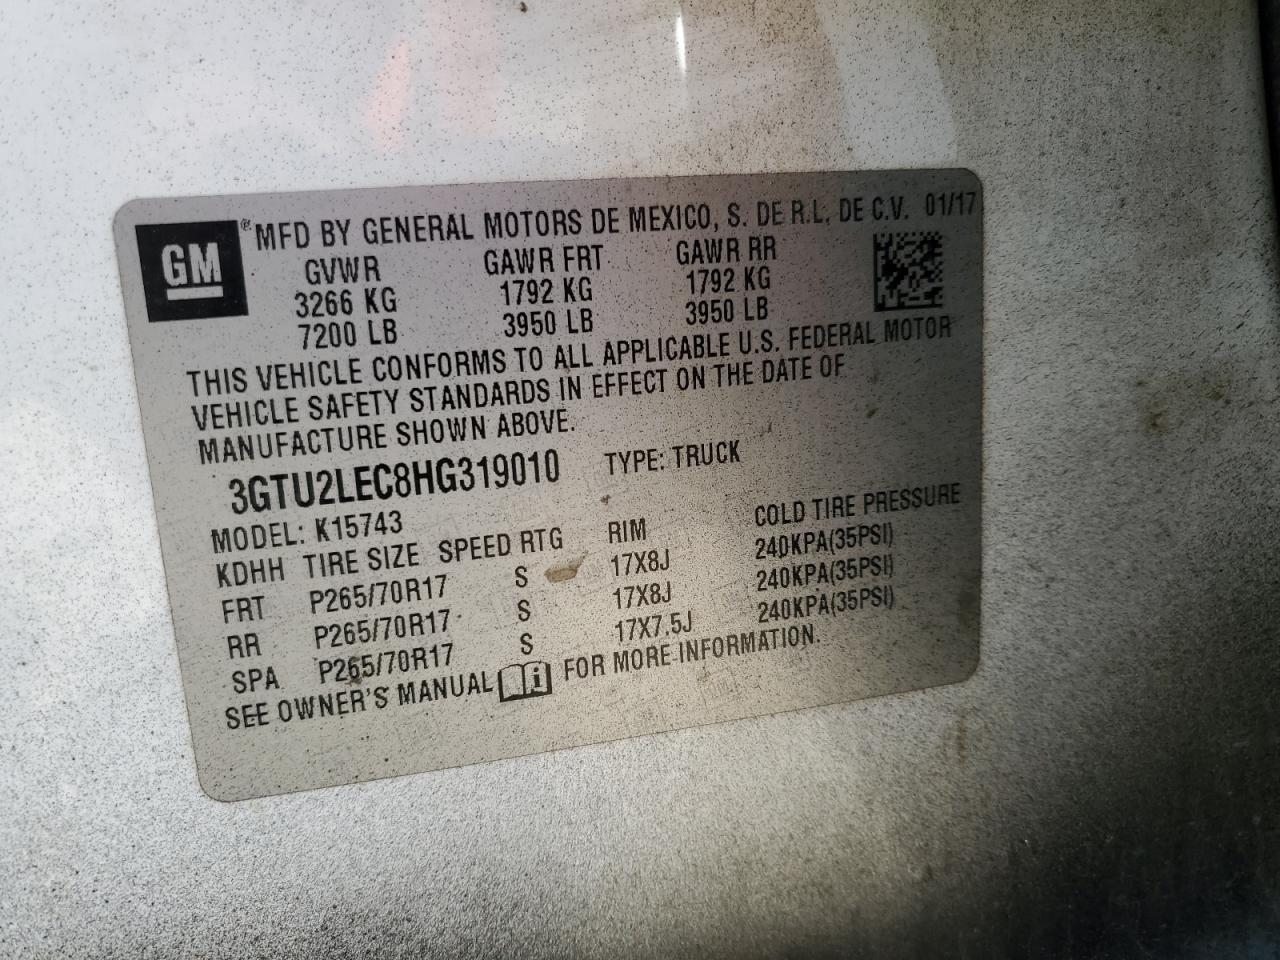 GM ® MFD BY GENERAL MOTORS DE MEXICO, S. DE R.L. DE C.V. 01/17
GVWR GAWR FRT GAWR RR
3266 KG 1792 KG 1792 KG
7200 LB 3950 LB 3950 LB
THIS VEHICLE CONFORMS TO ALL APPLICABLE U.S. FEDERAL MOTOR
VEHICLE SAFETY STANDARDS IN EFFECT ON THE DATE OF
MANUFACTURE SHOWN ABOVE.
3GTU2LEC8HG319010 TYPE: TRUCK
MODEL: K15743
KDHH TIRE SIZE SPEED RTG RIM COLD TIRE PRESSURE
FRT P265/70R17 S 17X8J 240KPA(35PSI)
RR P265/70R17 S 17X8J 240KPA(35PSI)
SPA P265/70R17 S 17X7.5J 240KPA(35PSI)
SEE OWNER'S MANUAL i FOR MORE INFORMATION.